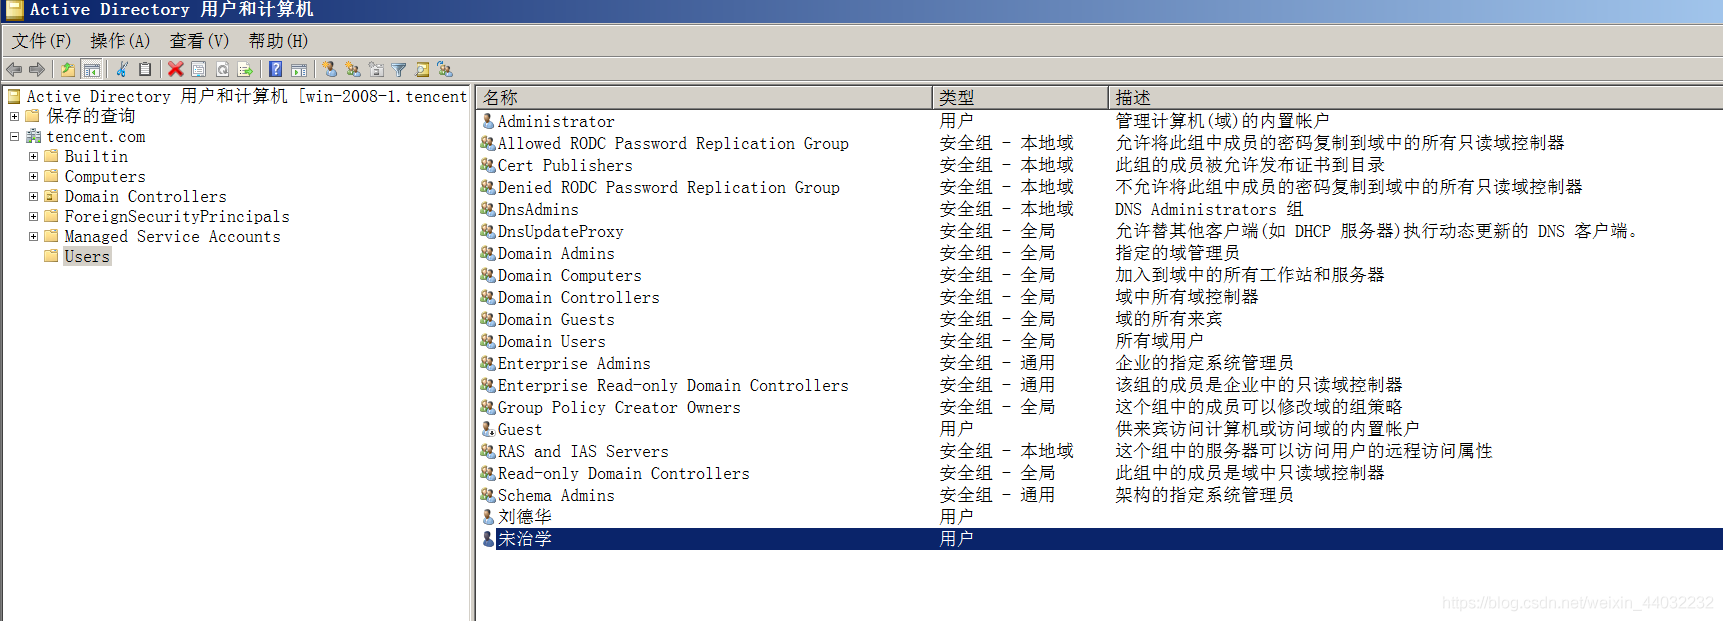 Active Directory 用户和计算机
文件(F) 操作(A) 查看(V) 帮助(H)
Active Directory 用户和计算机 [win-2008-1.tencent
保存的查询
tencent.com
Builtin
Computers
Domain Controllers
ForeignSecurityPrincipals
Managed Service Accounts
Users
名称 类型 描述
Administrator 用户 管理计算机(域)的内置帐户
Allowed RODC Password Replication Group 安全组 - 本地域 允许将此组中成员的密码复制到域中的所有只读域控制器
Cert Publishers 安全组 - 本地域 此组的成员被允许发布证书到目录
Denied RODC Password Replication Group 安全组 - 本地域 不允许将此组中成员的密码复制到域中的所有只读域控制器
DnsAdmins 安全组 - 本地域 DNS Administrators 组
DnsUpdateProxy 安全组 - 全局 允许替其他客户端(如 DHCP 服务器)执行动态更新的 DNS 客户端。
Domain Admins 安全组 - 全局 指定的域管理员
Domain Computers 安全组 - 全局 加入到域中的所有工作站和服务器
Domain Controllers 安全组 - 全局 域中所有域控制器
Domain Guests 安全组 - 全局 域的所有来宾
Domain Users 安全组 - 全局 所有域用户
Enterprise Admins 安全组 - 通用 企业的指定系统管理员
Enterprise Read-only Domain Controllers 安全组 - 通用 该组的成员是企业中的只读域控制器
Group Policy Creator Owners 安全组 - 全局 这个组中的成员可以修改域的组策略
Guest 用户 供来宾访问计算机或访问域的内置帐户
RAS and IAS Servers 安全组 - 本地域 这个组中的服务器可以访问用户的远程访问属性
Read-only Domain Controllers 安全组 - 全局 此组中的成员是域中只读域控制器
Schema Admins 安全组 - 通用 架构的指定系统管理员
刘德华 用户
宋治学 用户
https://blog.csdn.net/weixin_44032232